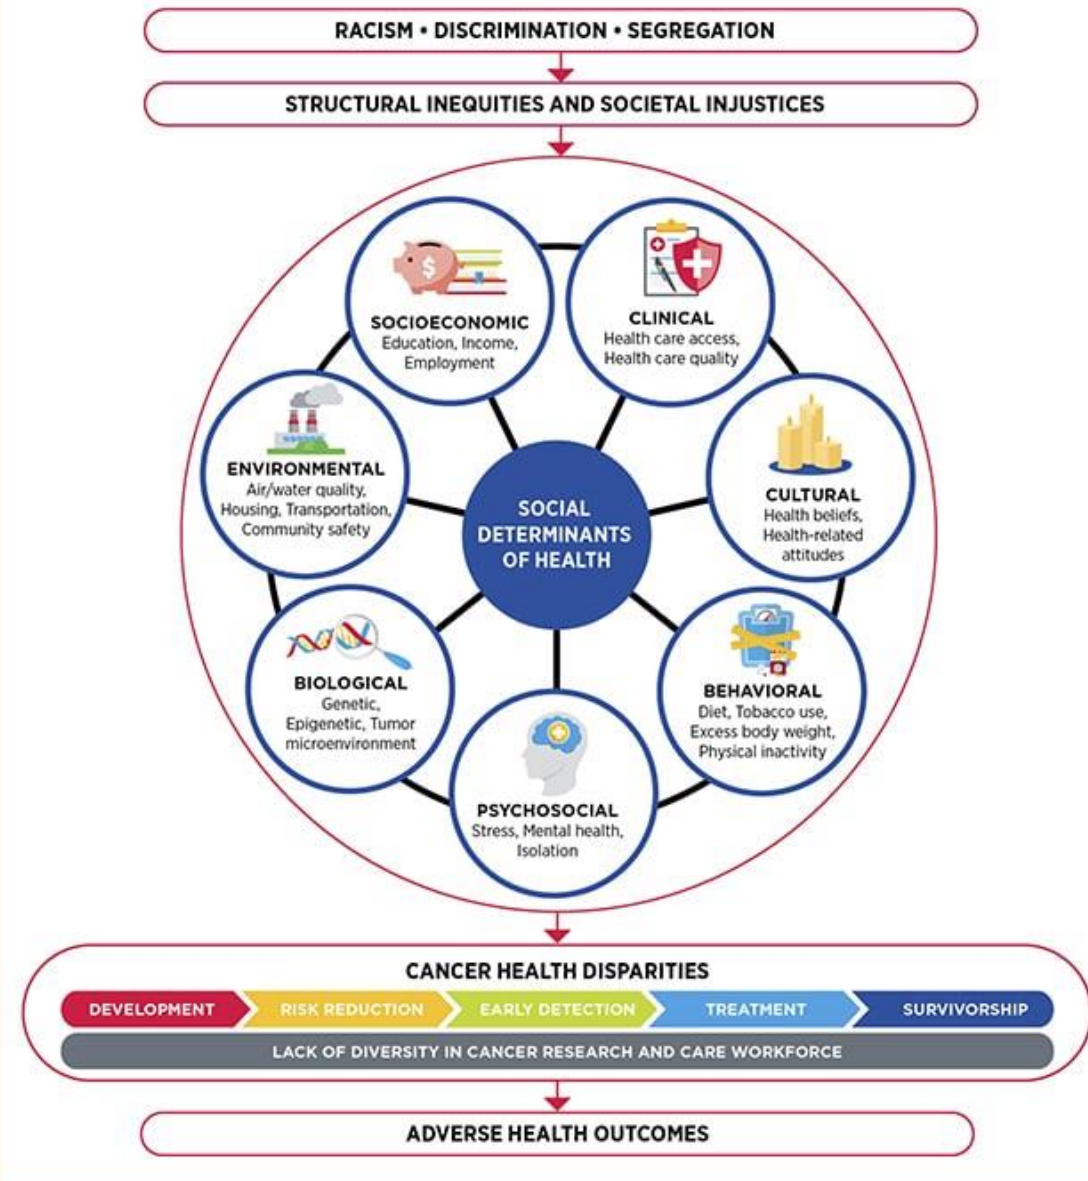 RACISM • DISCRIMINATION • SEGREGATION
STRUCTURAL INEQUITIES AND SOCIETAL INJUSTICES
$
SOCIOECONOMIC
Education, Income,
Employment
CLINICAL
Health care access,
Health care quality
ENVIRONMENTAL
Air/water quality,
Housing, Transportation,
Community safety
CULTURAL
Health beliefs,
Health-related
attitudes
SOCIAL
DETERMINANTS
OF HEALTH
BIOLOGICAL
Genetic,
Epigenetic, Tumor
microenvironment
BEHAVIORAL
Diet, Tobacco use,
Excess body weight,
Physical inactivity
PSYCHOSOCIAL
Stress, Mental health,
Isolation
CANCER HEALTH DISPARITIES
DEVELOPMENT
RISK REDUCTION
EARLY DETECTION
TREATMENT
SURVIVORSHIP
LACK OF DIVERSITY IN CANCER RESEARCH AND CARE WORKFORCE
ADVERSE HEALTH OUTCOMES